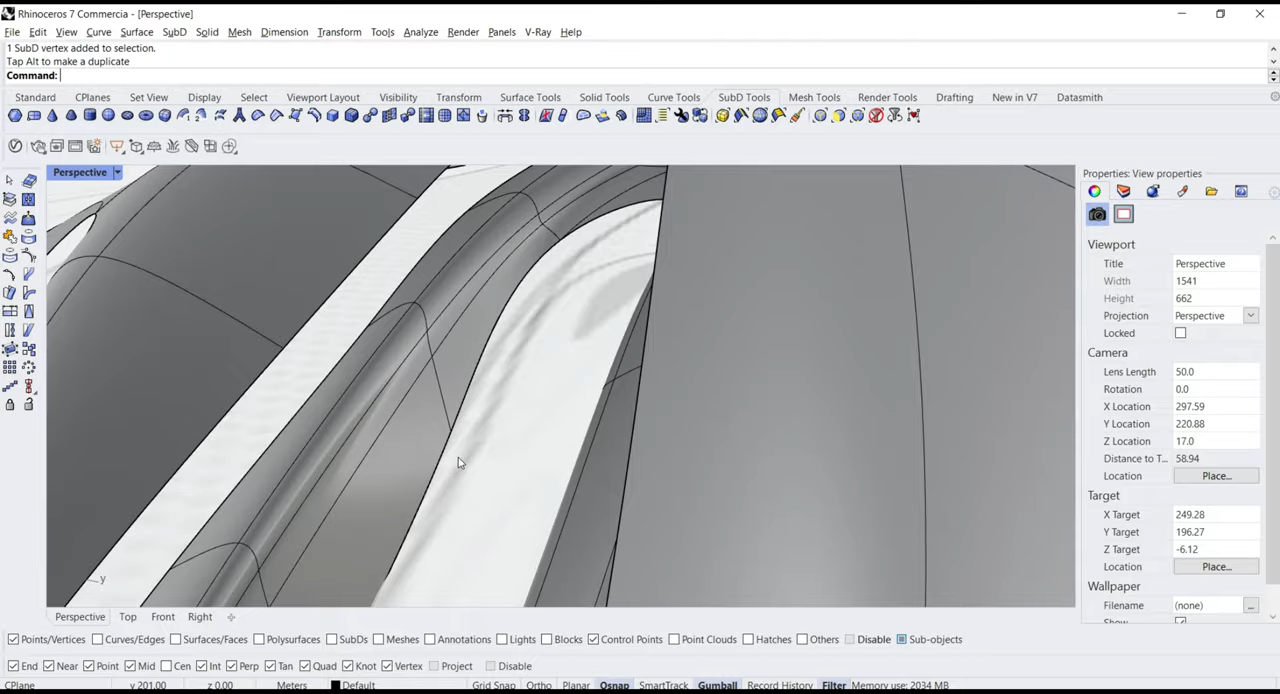 Rhinoceros 7 Commercia - [Perspective]
File Edit View Curve Surface SubD Solid Mesh Dimension Transform Tools Analyze Render Panels V-Ray Help
1 SubD vertex added to selection.
Tap Alt to make a duplicate
Command:
Standard CPlanes Set View Display Select Viewport Layout Visibility Transform Surface Tools Solid Tools Curve Tools SubD Tools Mesh Tools Render Tools Drafting New in V7 Datasmith
Perspective
Properties: View properties
Viewport
Title Perspective
Width 1541
Height 662
Projection Perspective
Locked
Camera
Lens Length 50.0
Rotation 0.0
X Location 297.59
Y Location 220.88
Z Location 17.0
Distance to T... 58.94
Location Place...
Target
X Target 249.28
Y Target 196.27
Z Target -6.12
Location Place...
Wallpaper
Filename (none) ...
Show
y
Perspective Top Front Right
Points/Vertices Curves/Edges Surfaces/Faces Polysurfaces SubDs Meshes Annotations Lights Blocks Control Points Point Clouds Hatches Others Disable Sub-objects
End Near Point Mid Cen Int Perp Tan Quad Knot Vertex Project Disable
CPlane y 201.00 z 0.00 Meters Default Grid Snap Ortho Planar Osnap SmartTrack Gumball Record History Filter Memory use: 2034 MB